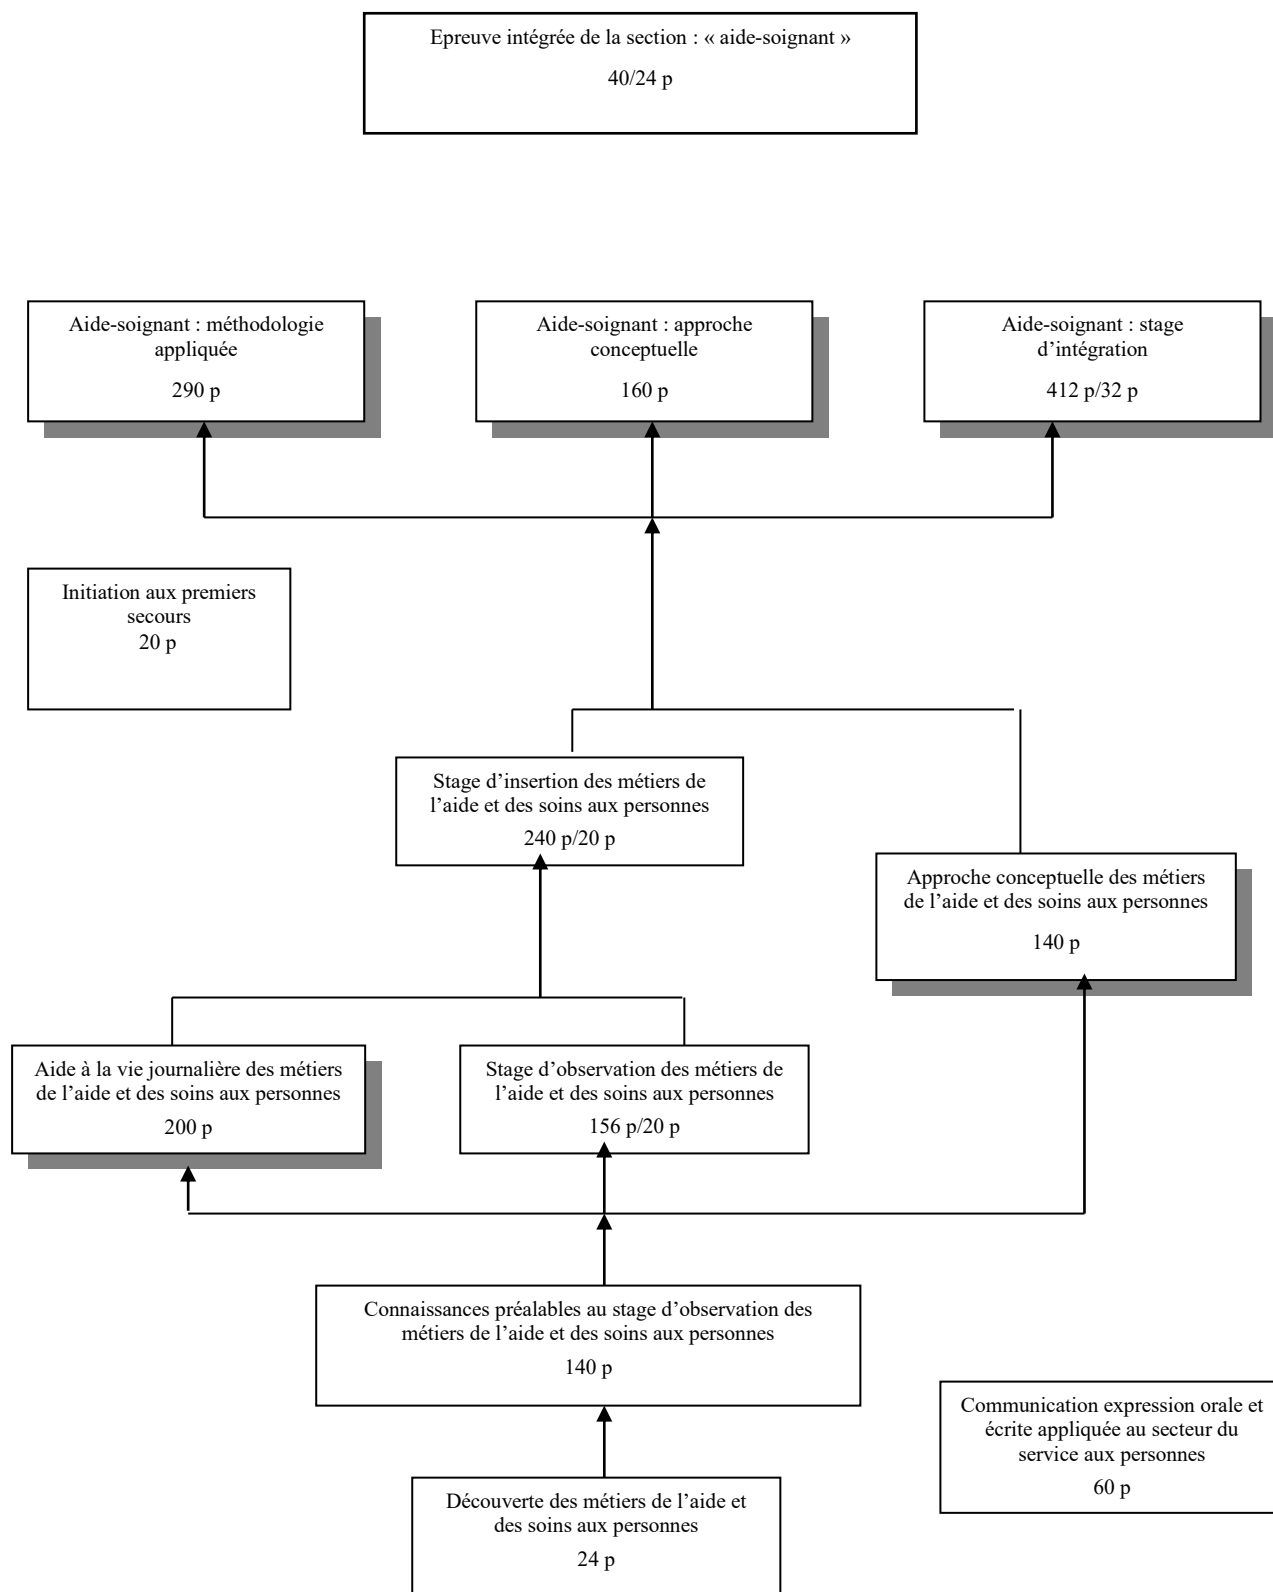 Epreuve intégrée de la section : « aide-soignant »
40/24 p
Aide-soignant : méthodologie
appliquée
290 p
Aide-soignant : approche
conceptuelle
160 p
Aide-soignant : stage
d’intégration
412 p/32 p
Initiation aux premiers
secours
20 p
Stage d’insertion des métiers de
l’aide et des soins aux personnes
240 p/20 p
Approche conceptuelle des métiers
de l’aide et des soins aux personnes
140 p
Aide à la vie journalière des métiers
de l’aide et des soins aux personnes
200 p
Stage d’observation des métiers de
l’aide et des soins aux personnes
156 p/20 p
Connaissances préalables au stage d’observation des
métiers de l’aide et des soins aux personnes
140 p
Communication expression orale et
écrite appliquée au secteur du
service aux personnes
60 p
Découverte des métiers de l’aide et
des soins aux personnes
24 p